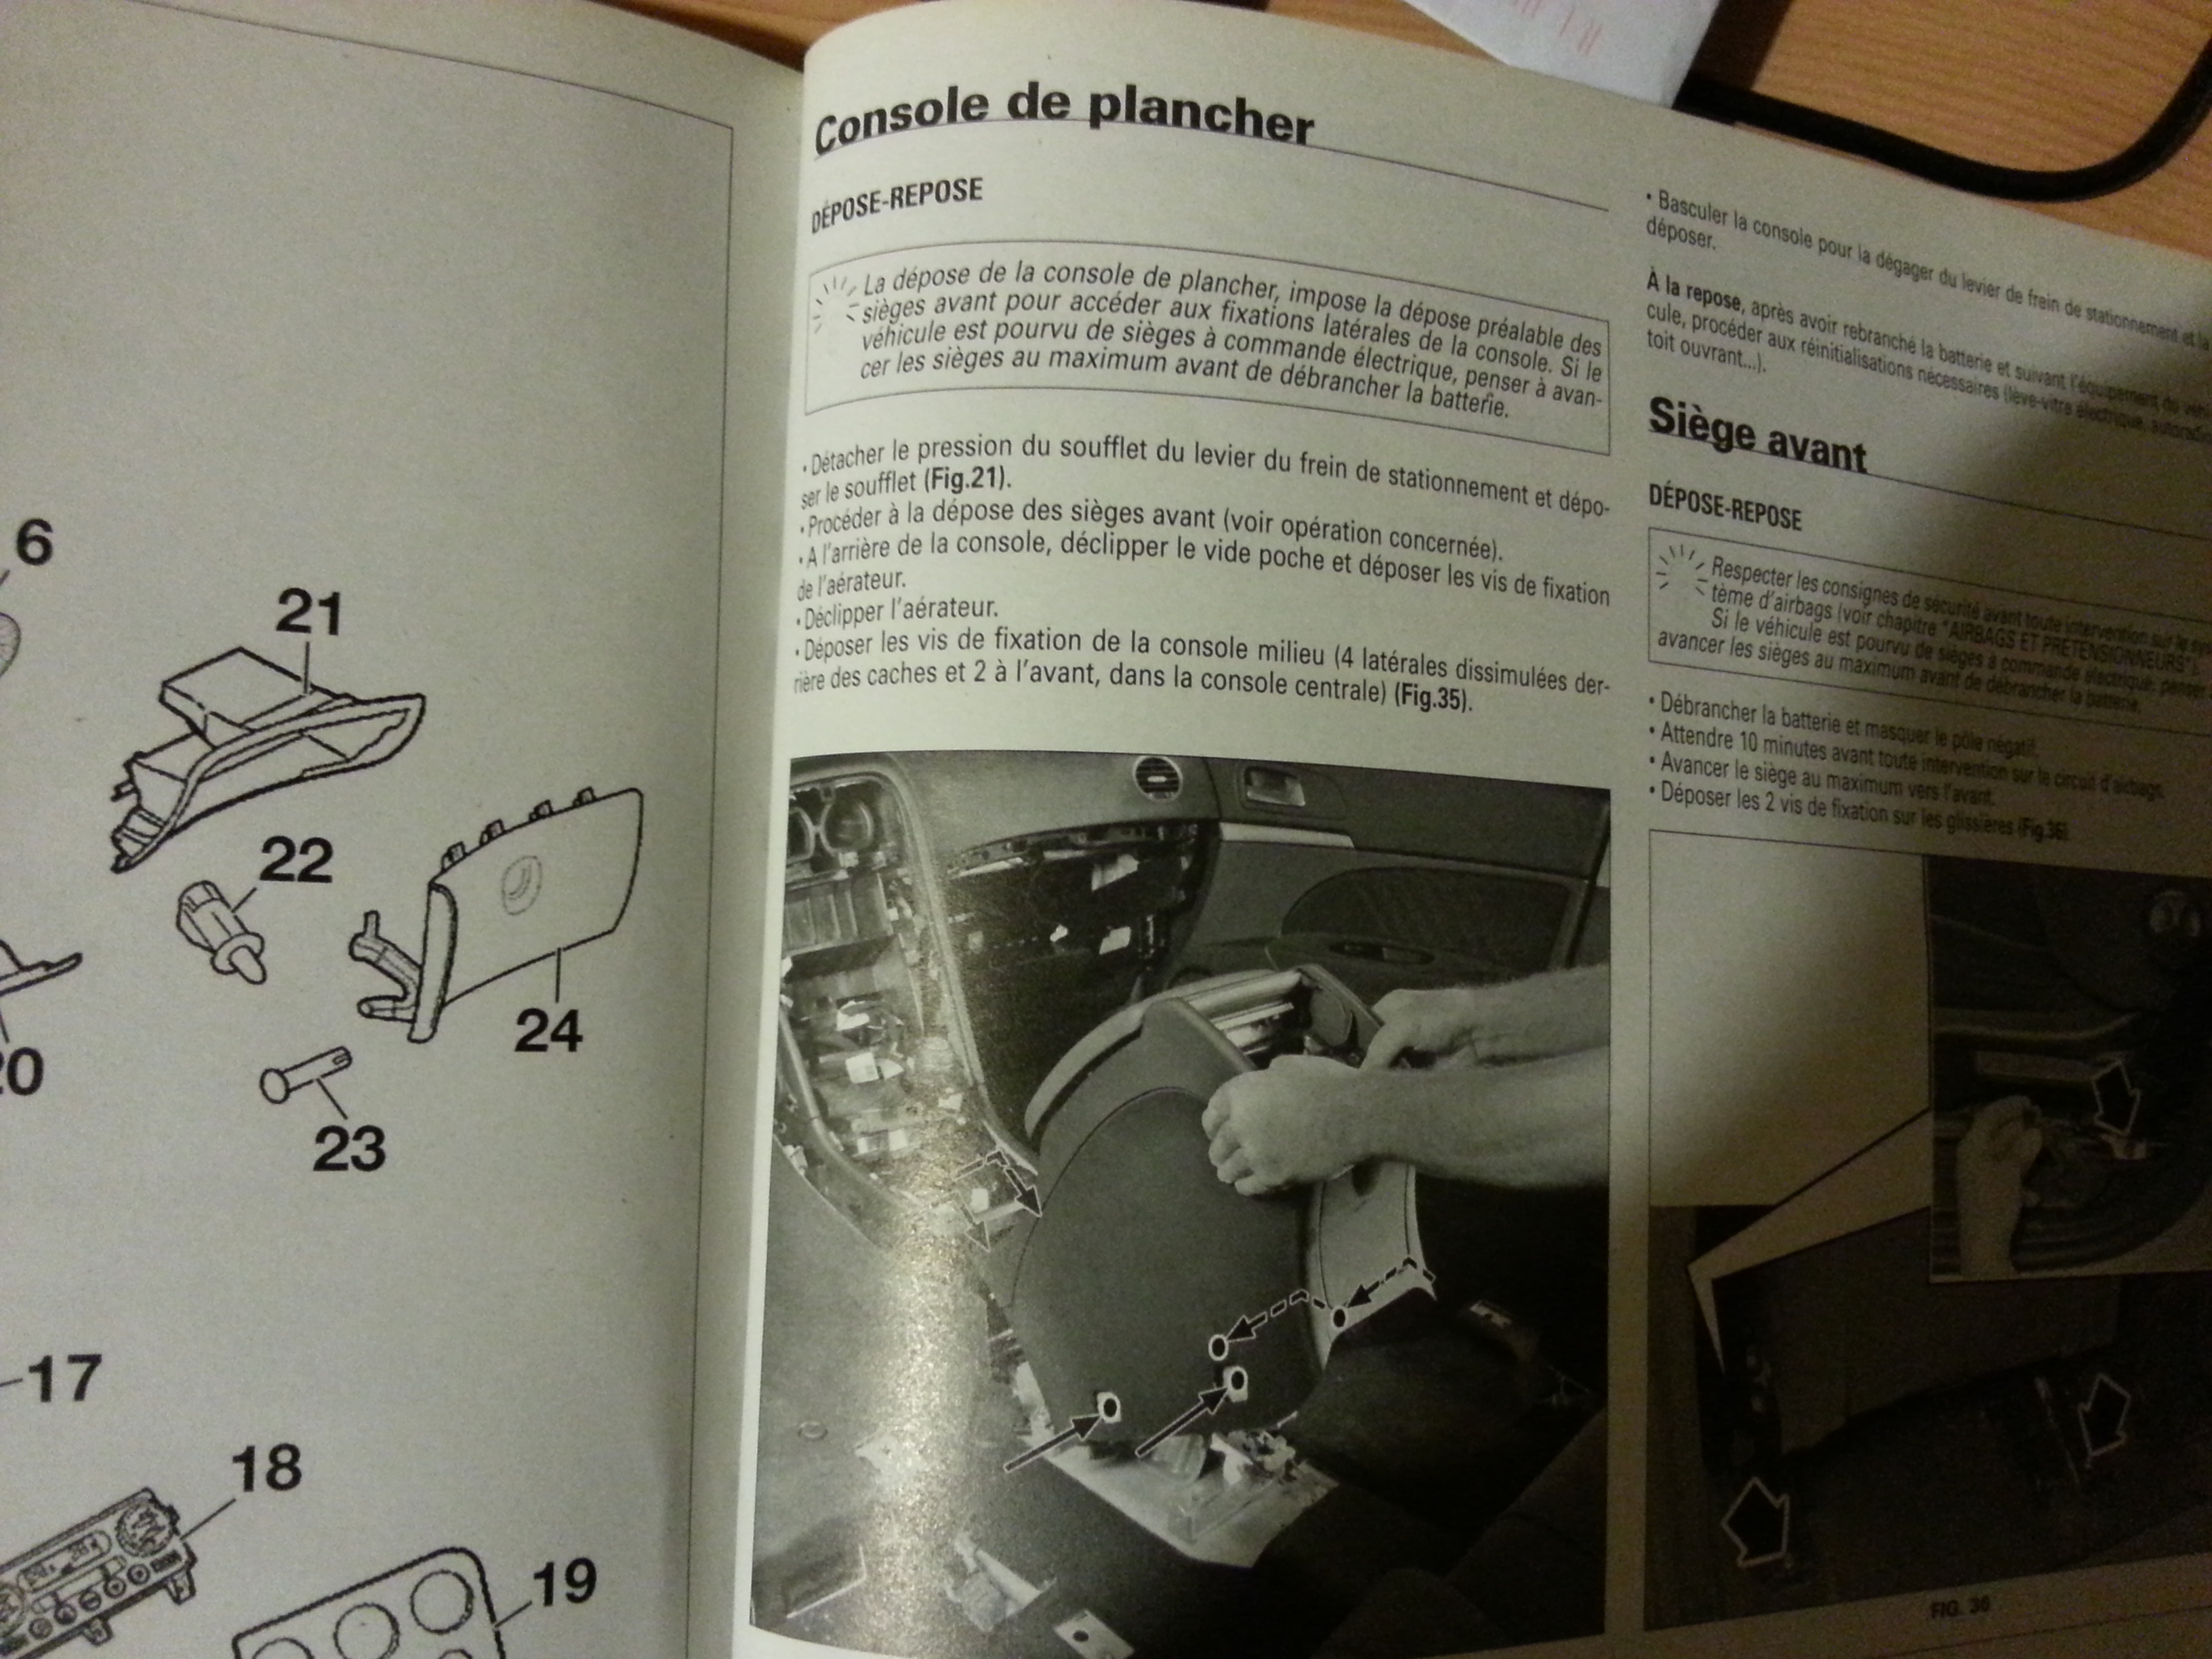 6
21
22
24
20
23
17
18
19
Console de plancher
DÉPOSE-REPOSE
La dépose de la console de plancher, impose la dépose préalable des
sièges avant pour accéder aux fixations latérales de la console. Si le
véhicule est pourvu de sièges à commande électrique, penser à avan-
cer les sièges au maximum avant de débrancher la batterie.
• Détacher le pression du soufflet du levier du frein de stationnement et dépo-
ser le soufflet (Fig.21).
• Procéder à la dépose des sièges avant (voir opération concernée).
• A l'arrière de la console, déclipper le vide poche et déposer les vis de fixation
de l'aérateur.
• Déclipper l'aérateur.
• Déposer les vis de fixation de la console milieu (4 latérales dissimulées der-
rière des caches et 2 à l'avant, dans la console centrale) (Fig.35).
• Basculer la console pour la dégager du levier de frein de stationnement et la
déposer.
À la repose, après avoir rebranché la batterie et suivant l'équipement du véhi-
cule, procéder aux réinitialisations nécessaires (lève-vitre électrique,
toit ouvrant...).
Siège avant
DÉPOSE-REPOSE
Respecter les consignes de sécurité avant toute intervention sur le sys-
tème d'airbags (voir chapitre "AIRBAGS ET PRÉTENSIONNEURS").
Si le véhicule est pourvu de sièges à commande électrique, penser
avancer les sièges au maximum avant de débrancher la batterie.
• Débrancher la batterie et masquer le pôle négatif.
• Attendre 10 minutes avant toute intervention sur le circuit d'airbags.
• Avancer le siège au maximum vers l'avant.
• Déposer les 2 vis de fixation sur les glissières (Fig.36).
FIG. 36